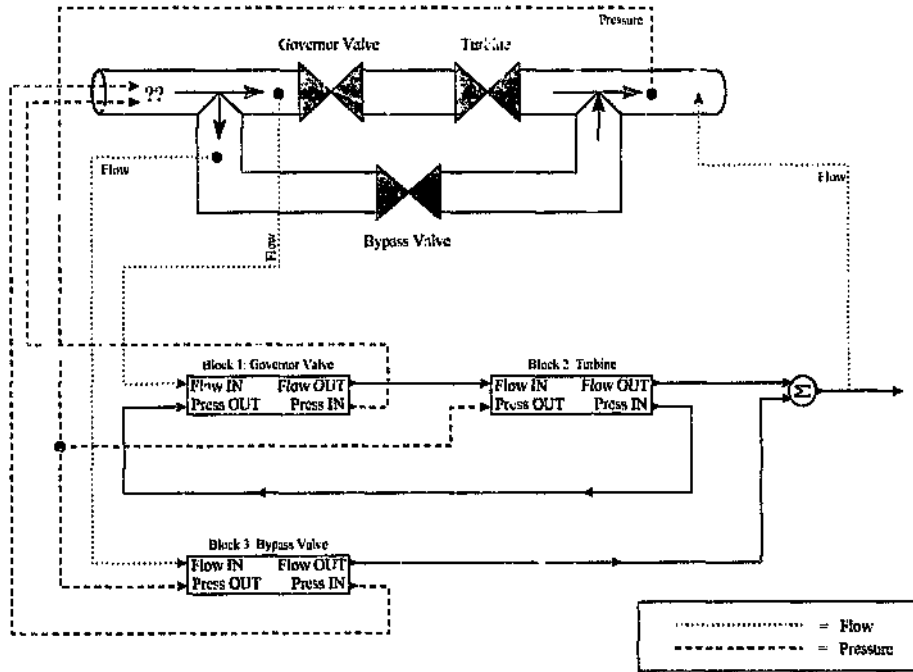 Pressure
Governor Valve
Turbine
??
Flow
Flow
Flow
Bypass Valve
Block 1: Governor Valve
Flow IN Flow OUT
Press OUT Press IN
Block 2 Turbine
Flow IN Flow OUT
Press OUT Press IN
Σ
Block 3 Bypass Valve
Flow IN Flow OUT
Press OUT Press IN
= Flow
= Pressure